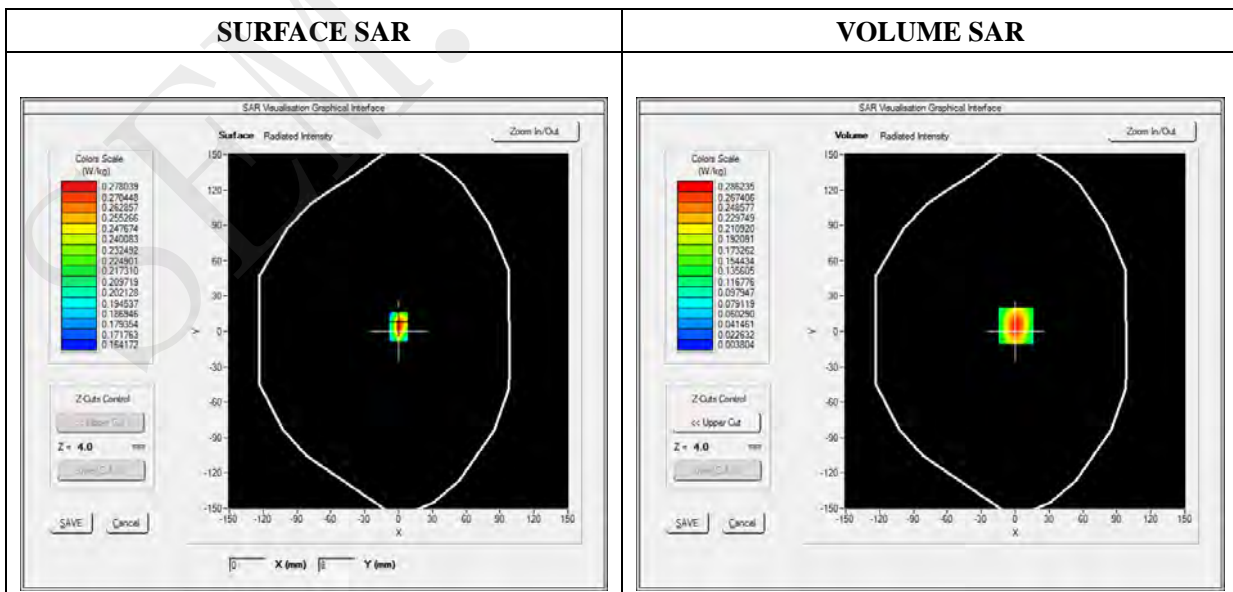 SURFACE SAR
VOLUME SAR
SEM.
SAR Visualisation Graphical Interface
Surface Radiated Intensity
Zoom In/Out
Colors Scale
(W/kg)
0.278039
0.270448
0.262857
0.255266
0.247674
0.240083
0.232492
0.224901
0.217310
0.209719
0.202128
0.194537
0.186946
0.179354
0.171763
0.164172
150
120
90
60
30
0
-30
-60
-90
-120
-150
Y
-150 -120 -90 -60 -30 0 30 60 90 120 150
X
Z-Cuts Control
<< Upper Cut
Z = 4.0 mm
SAVE Cancel
0 X (mm) 8 Y (mm)
SAR Visualisation Graphical Interface
Volume Radiated Intensity
Zoom In/Out
Colors Scale
(W/kg)
0.286235
0.267406
0.248577
0.229749
0.210920
0.192091
0.173262
0.154434
0.135605
0.116776
0.097947
0.079119
0.060290
0.041461
0.022632
0.003804
150
120
90
60
30
0
-30
-60
-90
-120
-150
Y
-150 -120 -90 -60 -30 0 30 60 90 120 150
X
Z-Cuts Control
<< Upper Cut
Z = 4.0 mm
SAVE Cancel